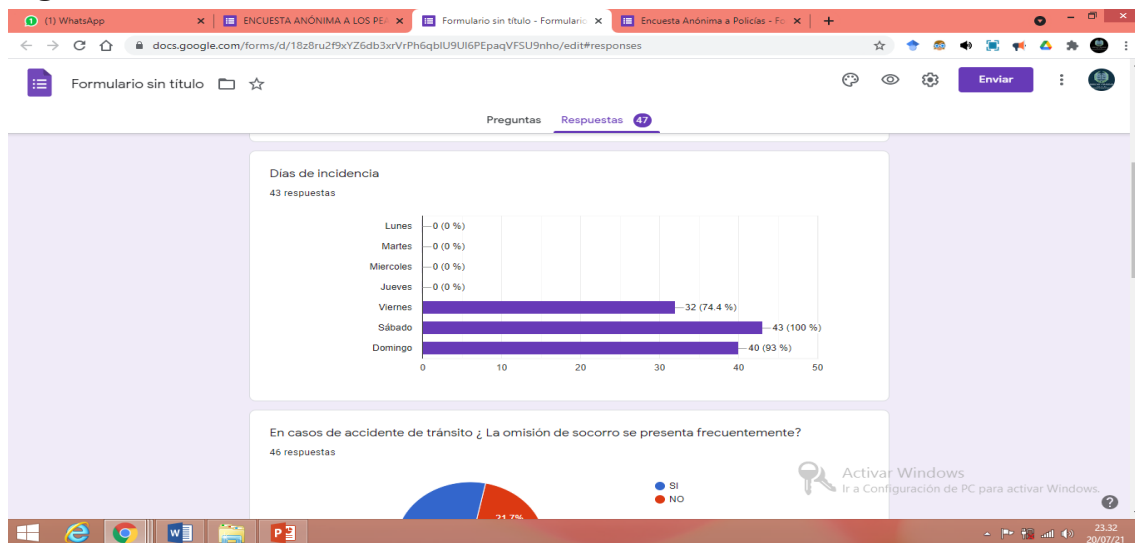 (1) WhatsApp
ENCUESTA ANÓNIMA A LOS PEA
Formulario sin título - Formulario
Encuesta Anónima a Policías - Fo
docs.google.com/forms/d/18z8ru2f9xYZ6db3xrVrPh6qbIU9UI6PEpaqVFSU9nho/edit#responses
Formulario sin título
Enviar
Preguntas Respuestas 47
Días de incidencia
43 respuestas
Lunes 0 (0 %)
Martes 0 (0 %)
Miercoles 0 (0 %)
Jueves 0 (0 %)
Viernes 32 (74.4 %)
Sábado 43 (100 %)
Domingo 40 (93 %)
0 10 20 30 40 50
En casos de accidente de tránsito ¿ La omisión de socorro se presenta frecuentemente?
46 respuestas
SI
NO
21.7%
Activar Windows
Ir a Configuración de PC para activar Windows.
23.32
20/07/21